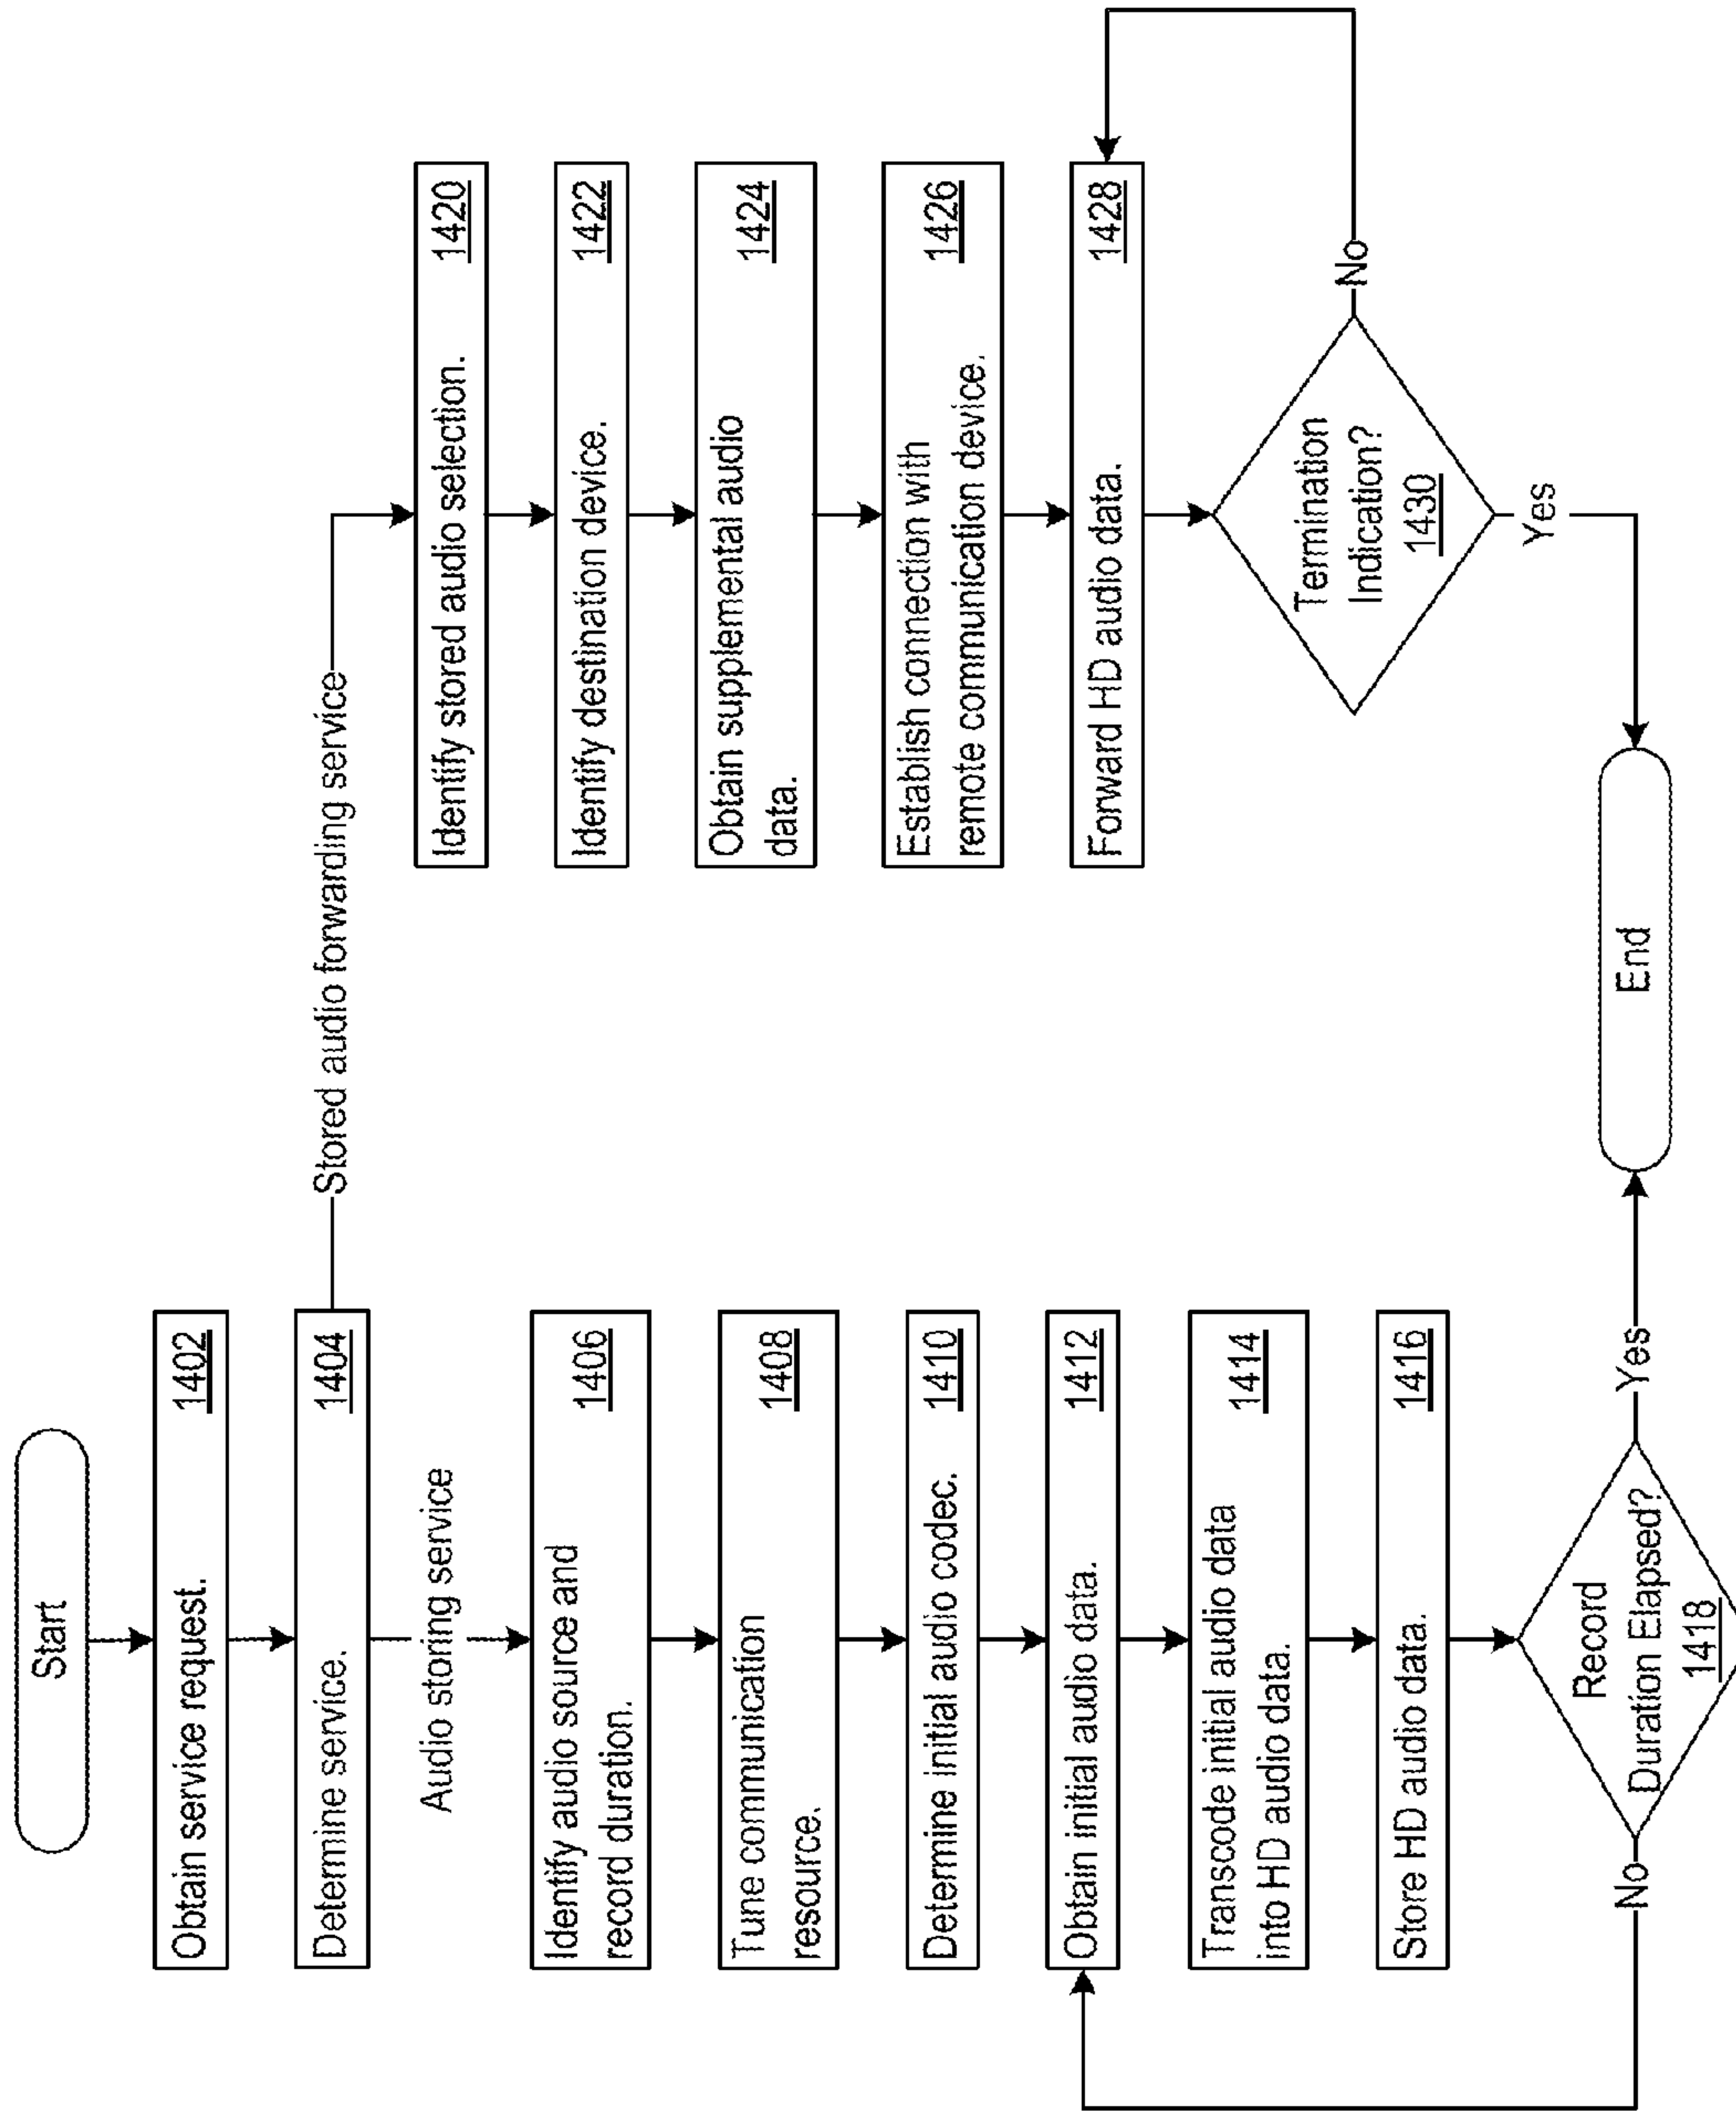 Start
Obtain service request.
1402
Determine service.
1404
Audio storing service
Stored audio forwarding service
Identify audio source and
record duration.
1406
Tune communication
resource.
1408
Determine initial audio codec.
1410
Obtain initial audio data.
1412
Transcode initial audio data
into HD audio data.
1414
Store HD audio data.
1416
Record
Duration Elapsed?
1418
No
Yes
Identify stored audio selection.
1420
Identify destination device.
1422
Obtain supplemental audio
data.
1424
Establish connection with
remote communication device.
1426
Forward HD audio data.
1428
Termination
Indication?
1430
No
Yes
End